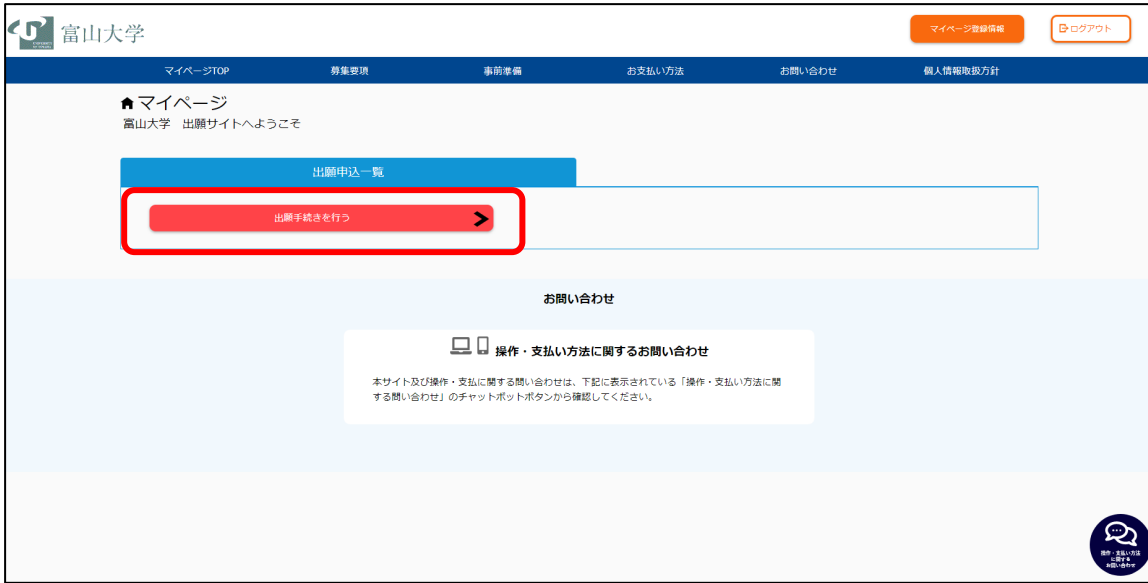 富山大学
マイページ登録情報
ログアウト
マイページTOP 募集要項 事前準備 お支払い方法 お問い合わせ 個人情報取扱方針
マイページ
富山大学 出願サイトへようこそ
出願申込一覧
出願手続きを行う
お問い合わせ
操作・支払い方法に関するお問い合わせ
本サイト及び操作・支払に関する問い合わせは、下記に表示されている「操作・支払い方法に関
する問い合わせ」のチャットボットボタンから確認してください。
操作・支払い方法
に関する
お問い合わせ